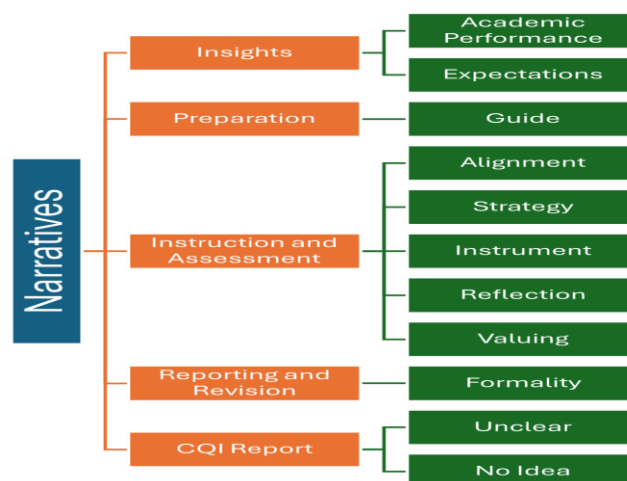 Narratives
Insights
Academic
Performance
Expectations
Preparation
Guide
Instruction and
Assessment
Alignment
Strategy
Instrument
Reflection
Valuing
Reporting and
Revision
Formality
CQI Report
Unclear
No Idea